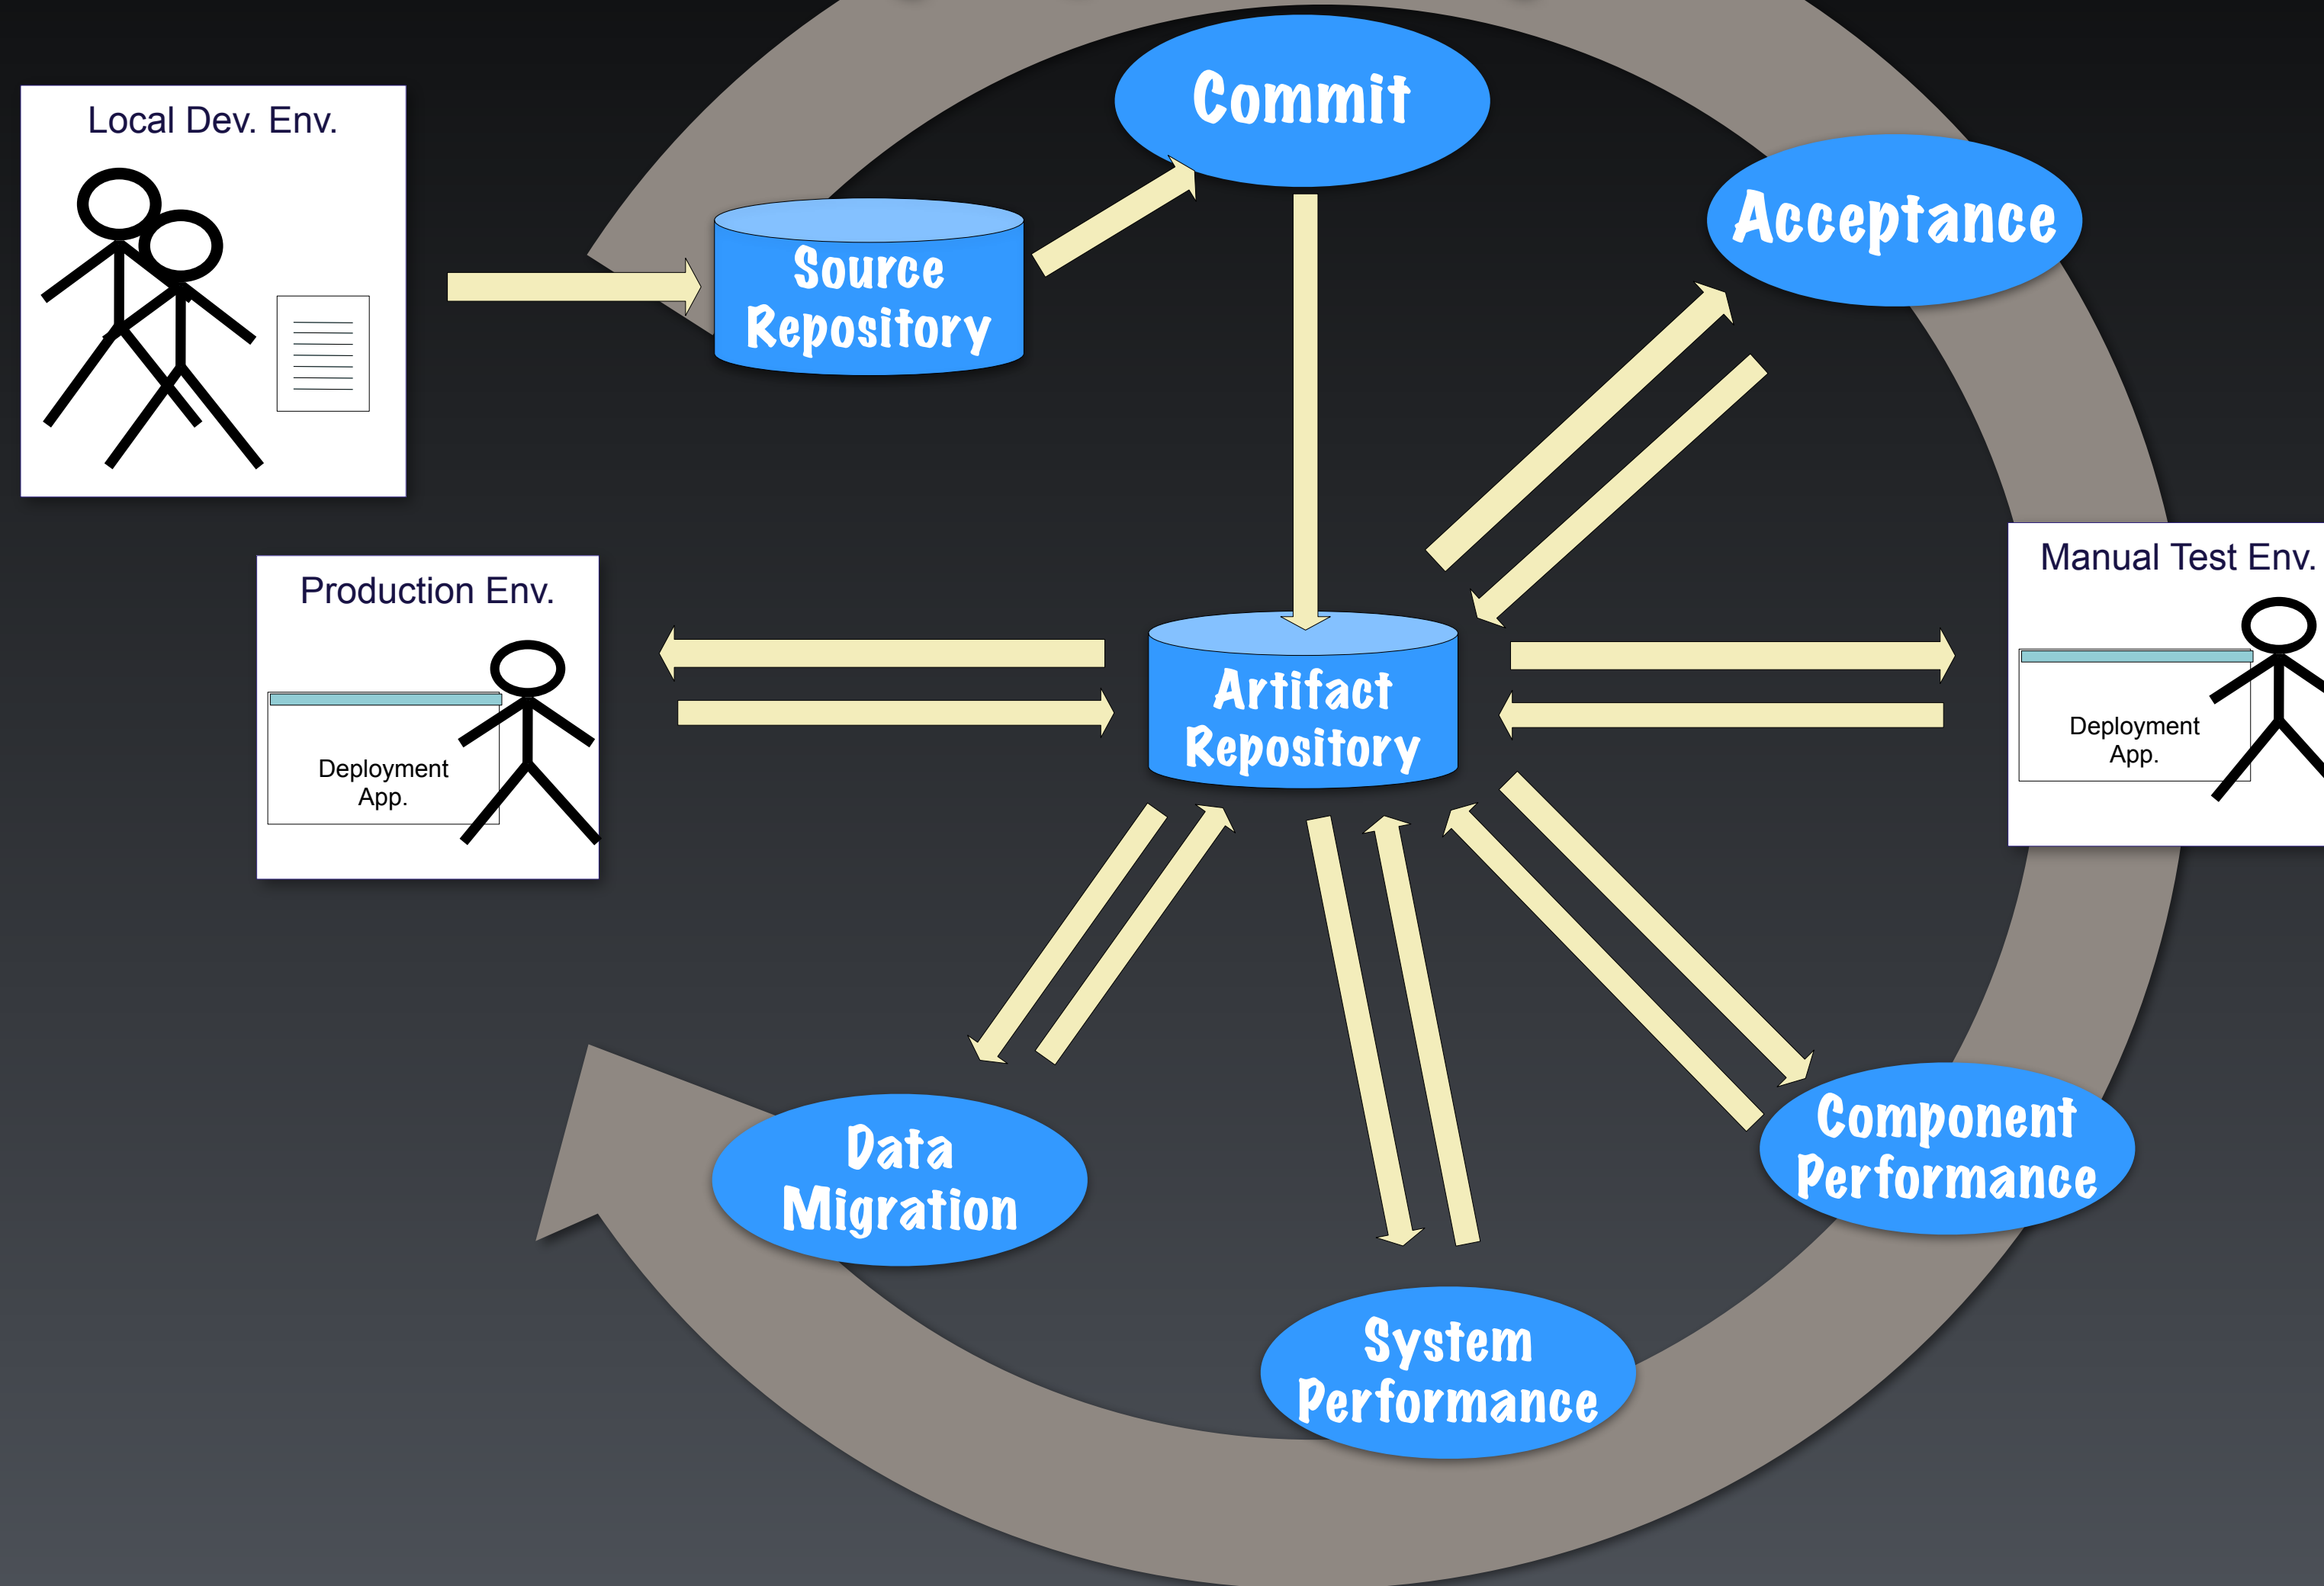 Commit
Local Dev. Env.
Acceptance
Source
Repository
Manual Test Env.
Production Env.
Artifact
Repository
Deployment
App.
Deployment
App.
Component
Performance
Data
Migration
System
Performance